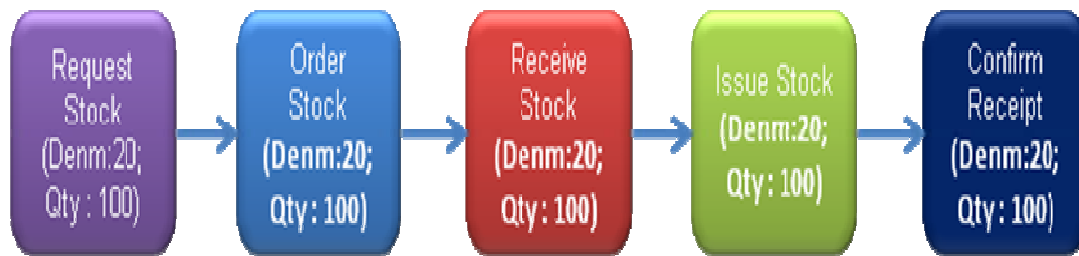 Request
Stock
(Denm:20;
Qty : 100)
Order
Stock
(Denm:20;
Qty : 100)
Receive
Stock
(Denm:20;
Qty : 100)
Issue Stock
(Denm:20;
Qty : 100)
Confirm
Receipt
(Denm:20;
Qty : 100)